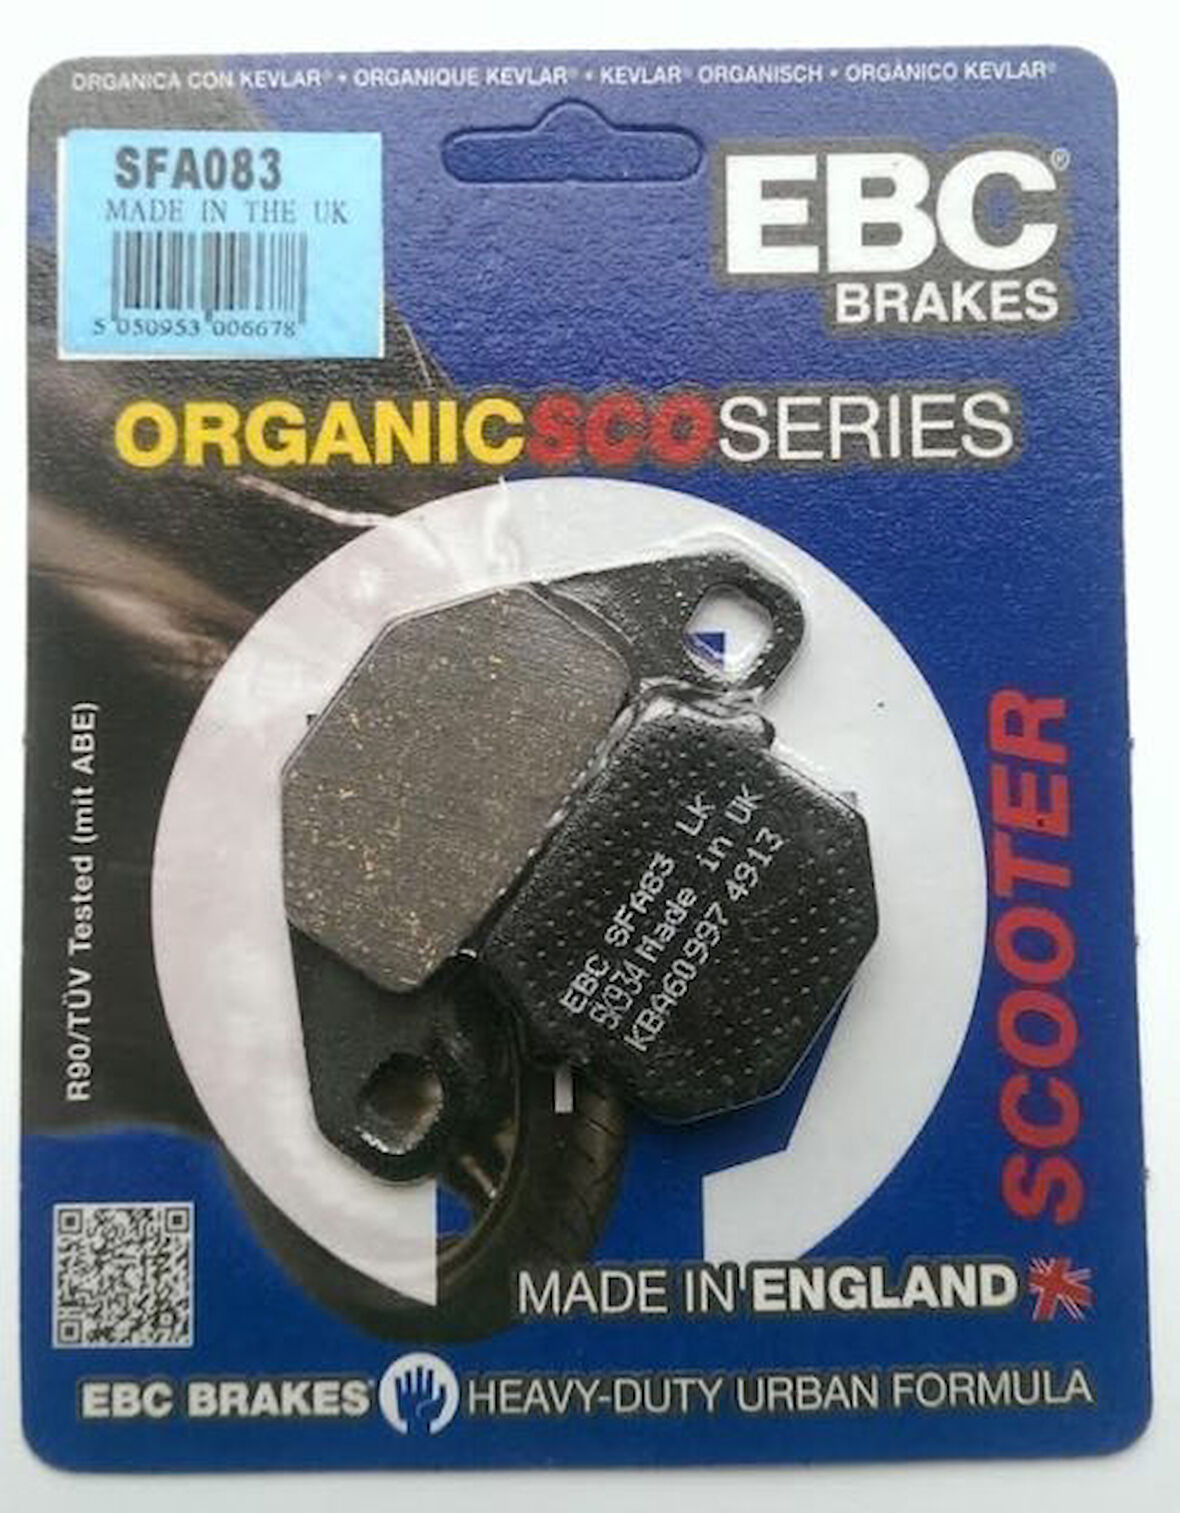 ORGANICA CON KEVLAR® • ORGANIQUE KEVLAR® • KEVLAR® ORGANISCH • ORGANICO KEVLAR®
SFA083
MADE IN THE UK
5 050953 006678
EBC®
BRAKES
ORGANICSCOSERIES
R90/TÜV Tested (mit ABE)
EBC SFA83 LK
SK934 Made in UK
KBA60997 4913
SCOOTER
MADE IN ENGLAND
EBC BRAKES HEAVY-DUTY URBAN FORMULA